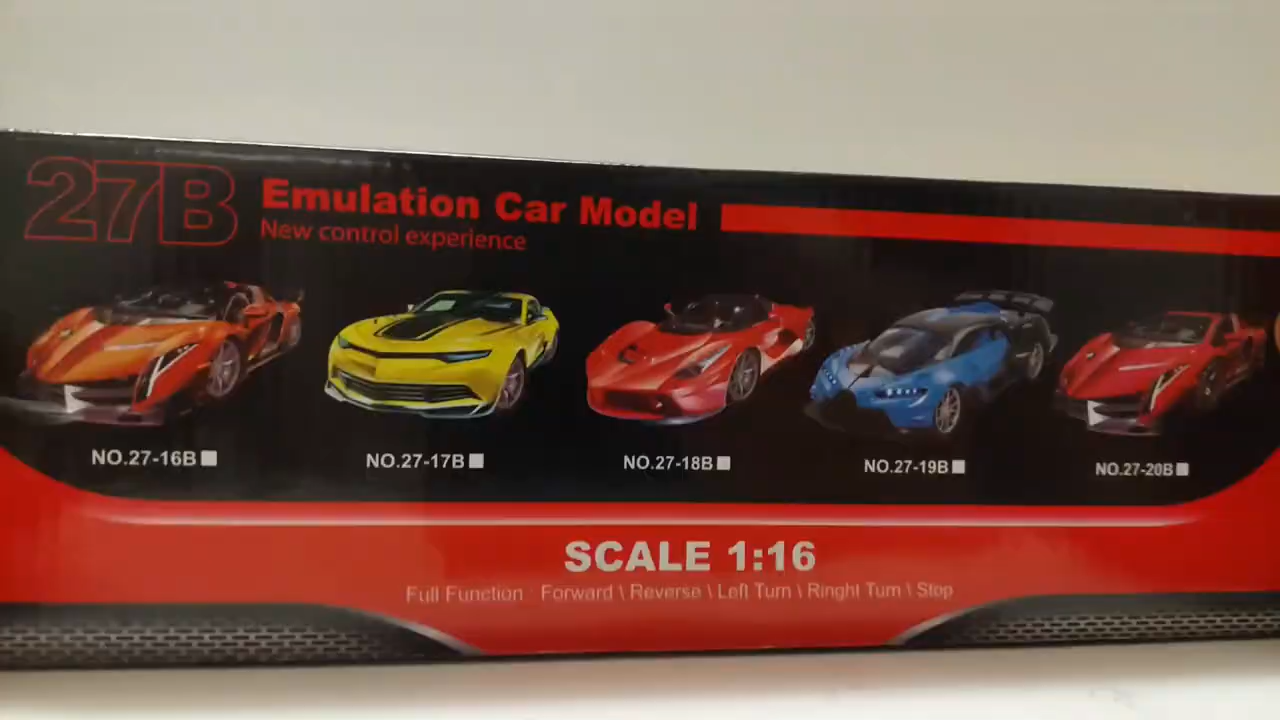 27B
Emulation Car Model
New control experience
NO.27-16B
NO.27-17B
NO.27-18B
NO.27-19B
NO.27-20B
SCALE 1:16
Full Function Forward \ Reverse \ Left Turn \ Ringht Turn \ Stop